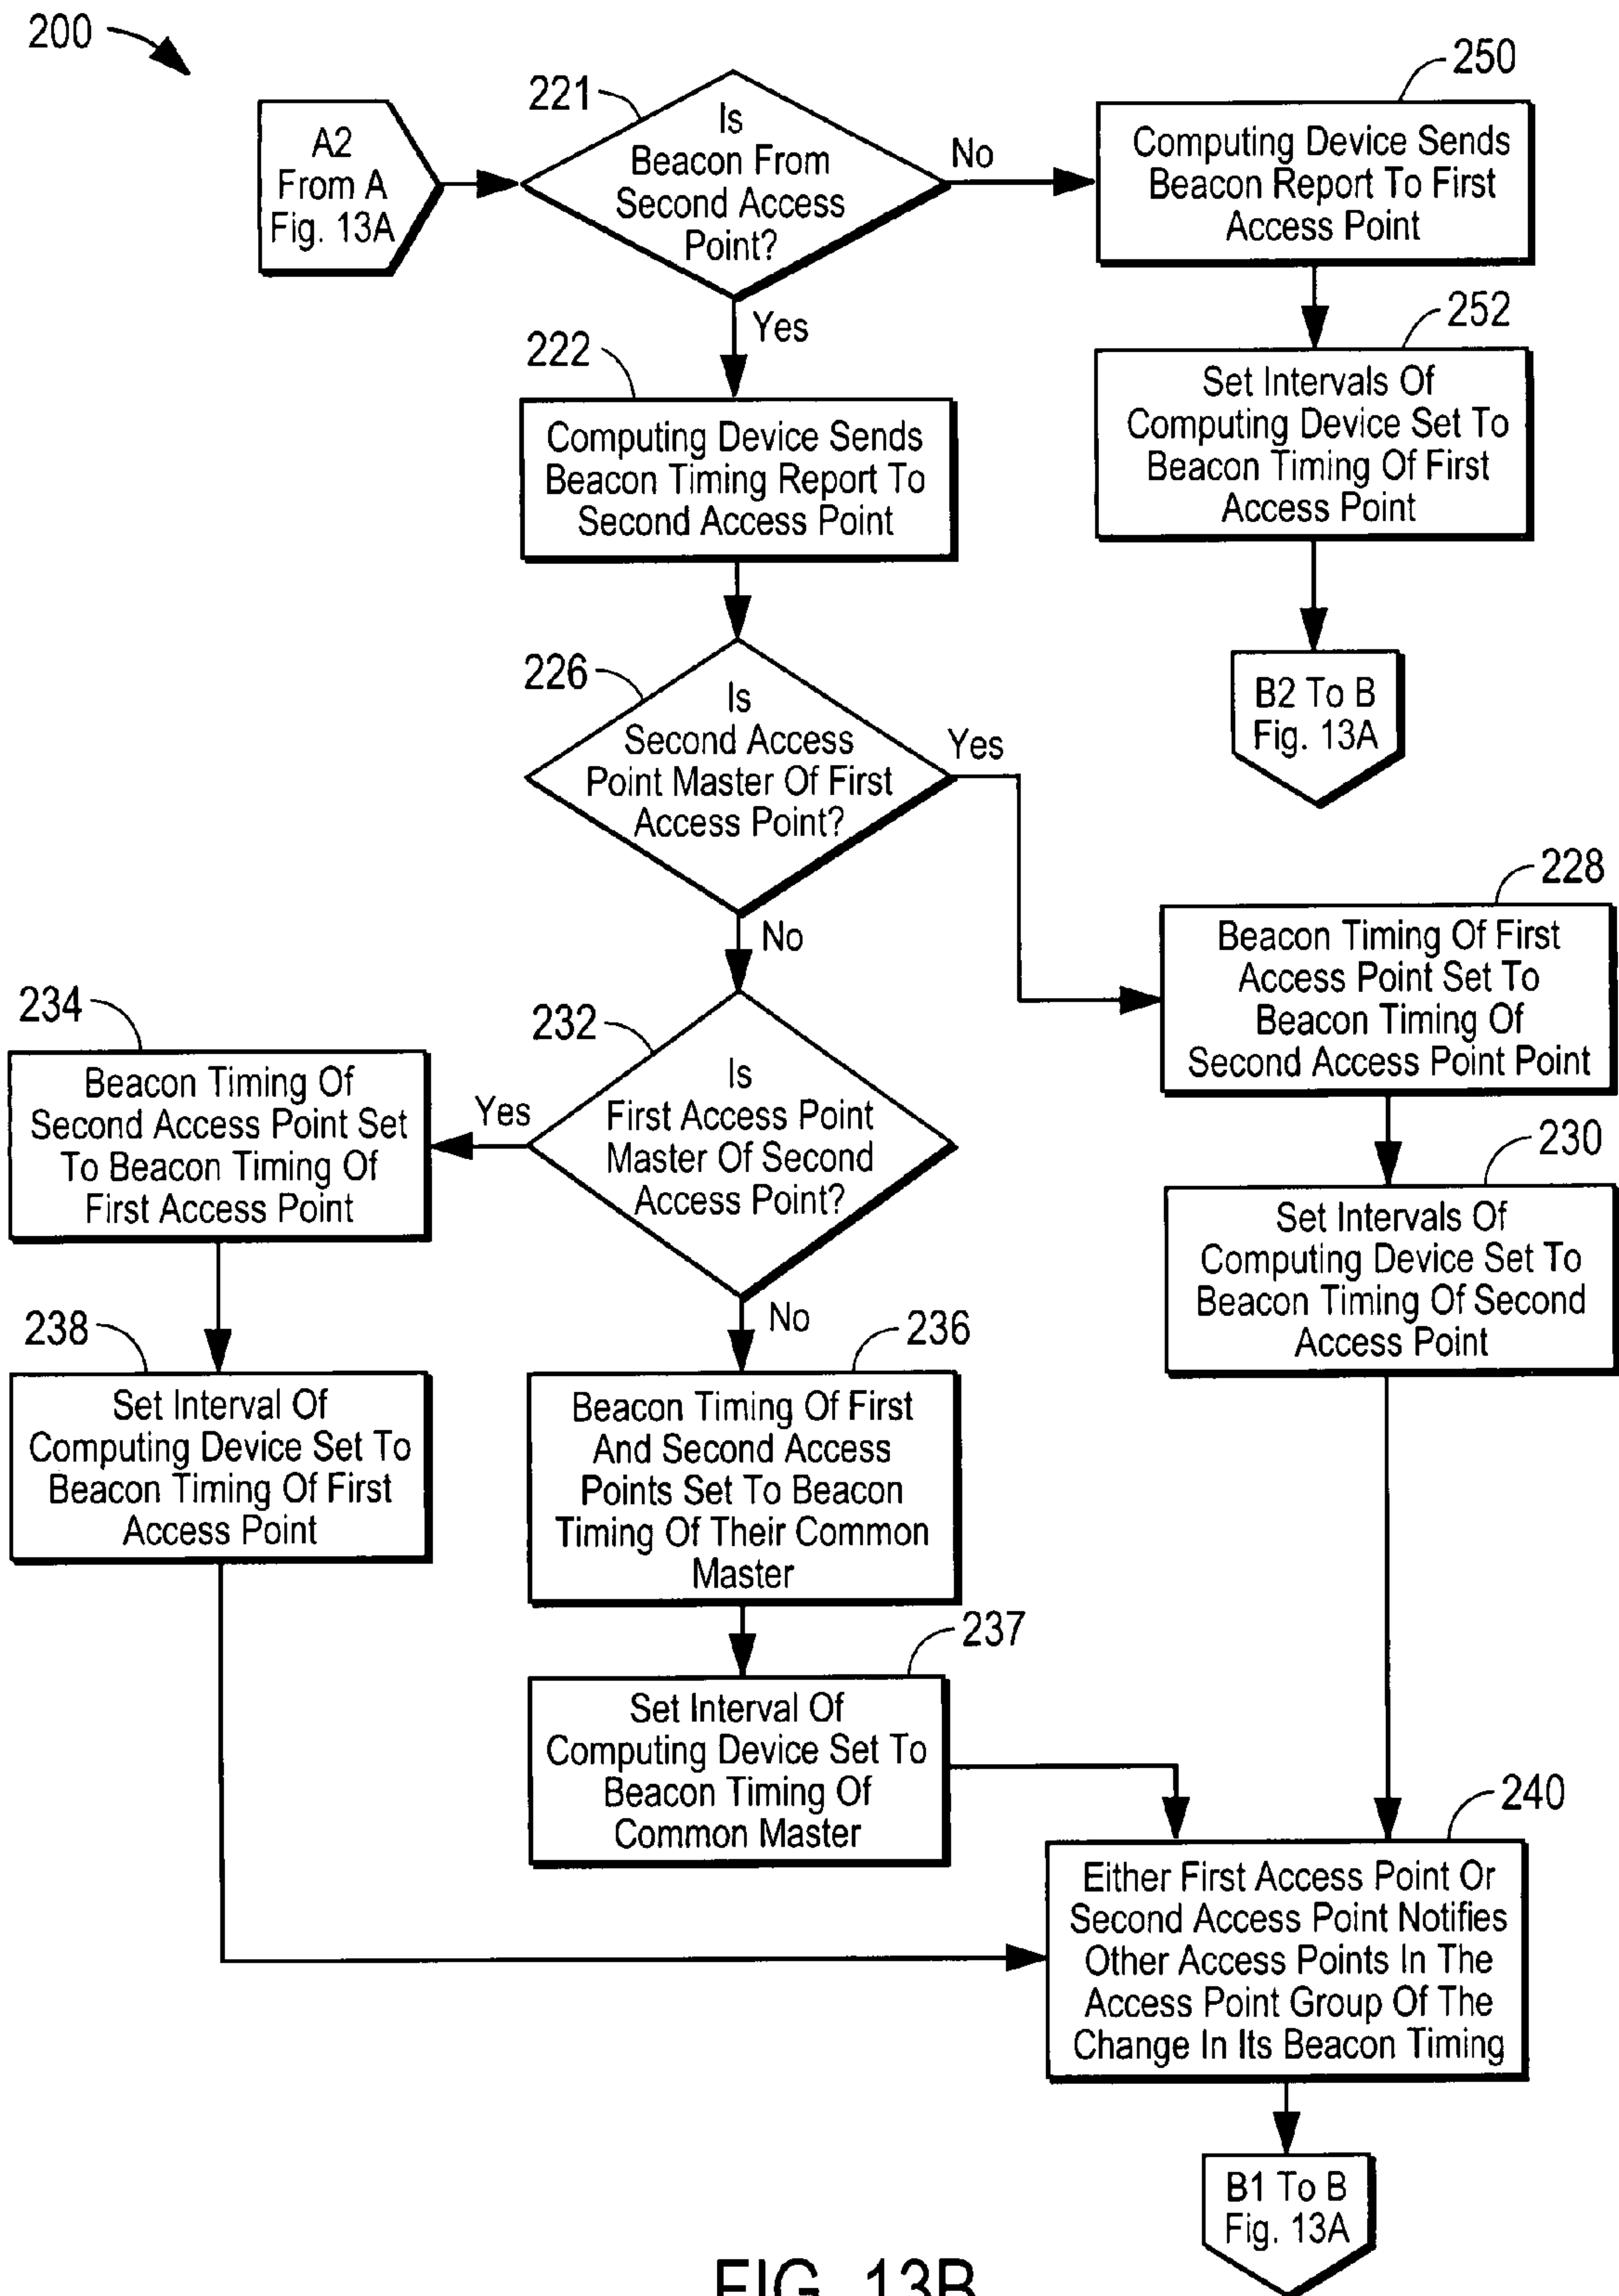 200
A2
From A
Fig. 13A
221
Is
Beacon From
Second Access
Point?
No
Yes
250
Computing Device Sends
Beacon Report To First
Access Point
252
Set Intervals Of
Computing Device Set To
Beacon Timing Of First
Access Point
B2 To B
Fig. 13A
222
Computing Device Sends
Beacon Timing Report To
Second Access Point
226
Is
Second Access
Point Master Of First
Access Point?
Yes
No
228
Beacon Timing Of First
Access Point Set To
Beacon Timing Of
Second Access Point Point
230
Set Intervals Of
Computing Device Set To
Beacon Timing Of Second
Access Point
232
Is
First Access Point
Master Of Second
Access Point?
Yes
No
234
Beacon Timing Of
Second Access Point Set
To Beacon Timing Of
First Access Point
238
Set Interval Of
Computing Device Set To
Beacon Timing Of First
Access Point
236
Beacon Timing Of First
And Second Access
Points Set To Beacon
Timing Of Their Common
Master
237
Set Interval Of
Computing Device Set To
Beacon Timing Of
Common Master
240
Either First Access Point Or
Second Access Point Notifies
Other Access Points In The
Access Point Group Of The
Change In Its Beacon Timing
B1 To B
Fig. 13A
FIG. 13B